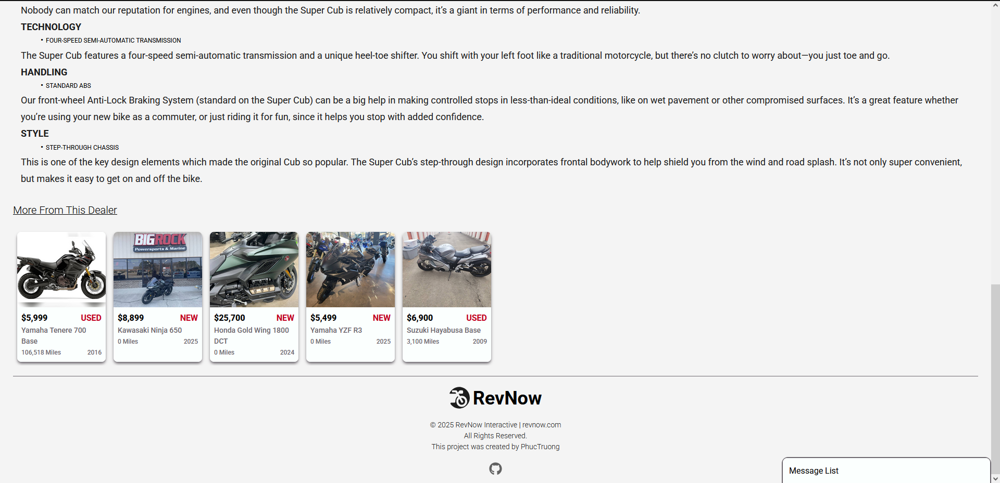 Nobody can match our reputation for engines, and even though the Super Cub is relatively compact, it’s a giant in terms of performance and reliability.
TECHNOLOGY
• FOUR-SPEED SEMI-AUTOMATIC TRANSMISSION
The Super Cub features a four-speed semi-automatic transmission and a unique heel-toe shifter. You shift with your left foot like a traditional motorcycle, but there’s no clutch to worry about—you just toe and go.
HANDLING
• STANDARD ABS
Our front-wheel Anti-Lock Braking System (standard on the Super Cub) can be a big help in making controlled stops in less-than-ideal conditions, like on wet pavement or other compromised surfaces. It’s a great feature whether
you’re using your new bike as a commuter, or just riding it for fun, since it helps you stop with added confidence.
STYLE
• STEP-THROUGH CHASSIS
This is one of the key design elements which made the original Cub so popular. The Super Cub’s step-through design incorporates frontal bodywork to help shield you from the wind and road splash. It’s not only super convenient,
but makes it easy to get on and off the bike.
More From This Dealer
BIGROCK
Powersports & Marine
$5,999 USED
Yamaha Tenere 700
Base
106,518 Miles 2016
$8,899 NEW
Kawasaki Ninja 650
0 Miles 2025
$25,700 NEW
Honda Gold Wing 1800
DCT
0 Miles 2024
$5,499 NEW
Yamaha YZF R3
0 Miles 2025
$6,900 USED
Suzuki Hayabusa Base
3,100 Miles 2009
RevNow
© 2025 RevNow Interactive | revnow.com
All Rights Reserved.
This project was created by PhucTruong
Message List